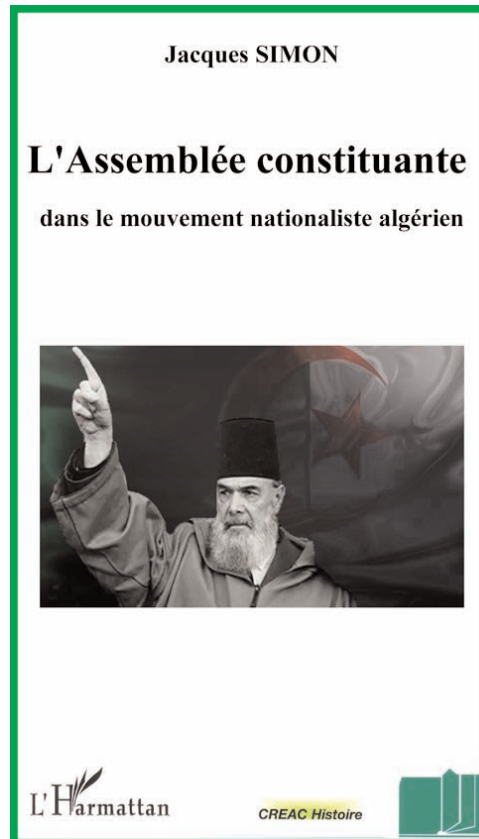 Jacques SIMON
L'Assemblée constituante
dans le mouvement nationaliste algérien
L'Harmattan
CREAC Histoire